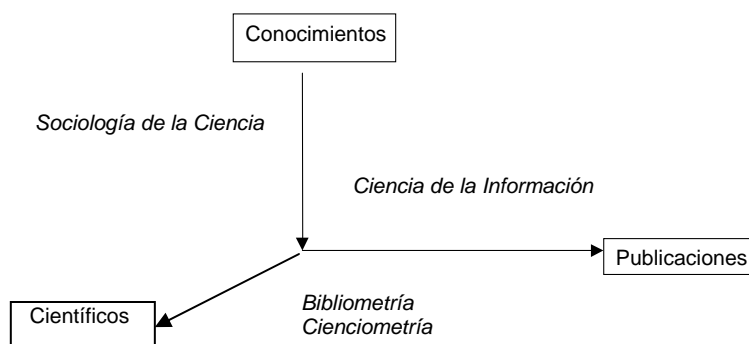 Conocimientos
Sociología de la Ciencia
Ciencia de la Información
Publicaciones
Científicos
Bibliometría
Cienciometría